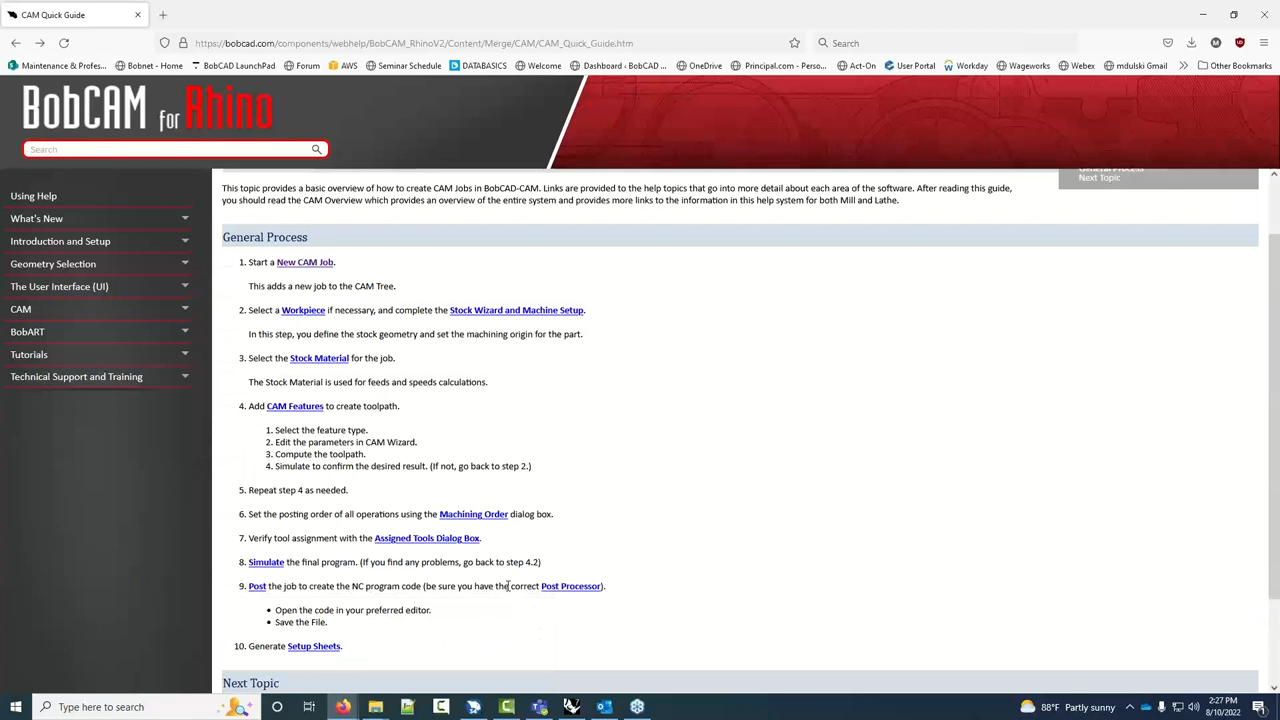 CAM Quick Guide
https://bobcad.com/components/webhelp/BobCAM_RhinoV2/Content/Merge/CAM/CAM_Quick_Guide.htm
Search
Maintenance & Profes...
Bobnet - Home
BobCAD LaunchPad
Forum
AWS
Seminar Schedule
DATABASICS
Welcome
Dashboard ‹ BobCAD ...
OneDrive
Principal.com - Perso...
Act-On
User Portal
Workday
Wageworks
Webex
mdulski Gmail
Other Bookmarks
BobCAM for Rhino
Search
Using Help
What's New
Introduction and Setup
Geometry Selection
The User Interface (UI)
CAM
BobART
Tutorials
Technical Support and Training
General Process
Next Topic
This topic provides a basic overview of how to create CAM Jobs in BobCAD-CAM. Links are provided to the help topics that go into more detail about each area of the software. After reading this guide,
you should read the CAM Overview which provides an overview of the entire system and provides more links to the information in this help system for both Mill and Lathe.
General Process
1. Start a New CAM Job.
This adds a new job to the CAM Tree.
2. Select a Workpiece if necessary, and complete the Stock Wizard and Machine Setup.
In this step, you define the stock geometry and set the machining origin for the part.
3. Select the Stock Material for the job.
The Stock Material is used for feeds and speeds calculations.
4. Add CAM Features to create toolpath.
1. Select the feature type.
2. Edit the parameters in CAM Wizard.
3. Compute the toolpath.
4. Simulate to confirm the desired result. (If not, go back to step 2.)
5. Repeat step 4 as needed.
6. Set the posting order of all operations using the Machining Order dialog box.
7. Verify tool assignment with the Assigned Tools Dialog Box.
8. Simulate the final program. (If you find any problems, go back to step 4.2)
9. Post the job to create the NC program code (be sure you have the correct Post Processor).
• Open the code in your preferred editor.
• Save the File.
10. Generate Setup Sheets.
Next Topic
Type here to search
88°F Partly sunny
2:27 PM
8/10/2022